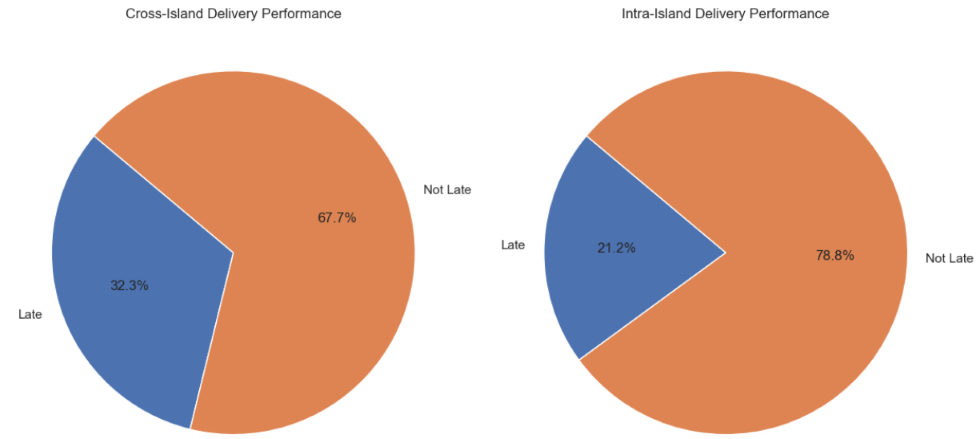 Cross-Island Delivery Performance
Late
32.3%
67.7%
Not Late
Intra-Island Delivery Performance
Late
21.2%
78.8%
Not Late